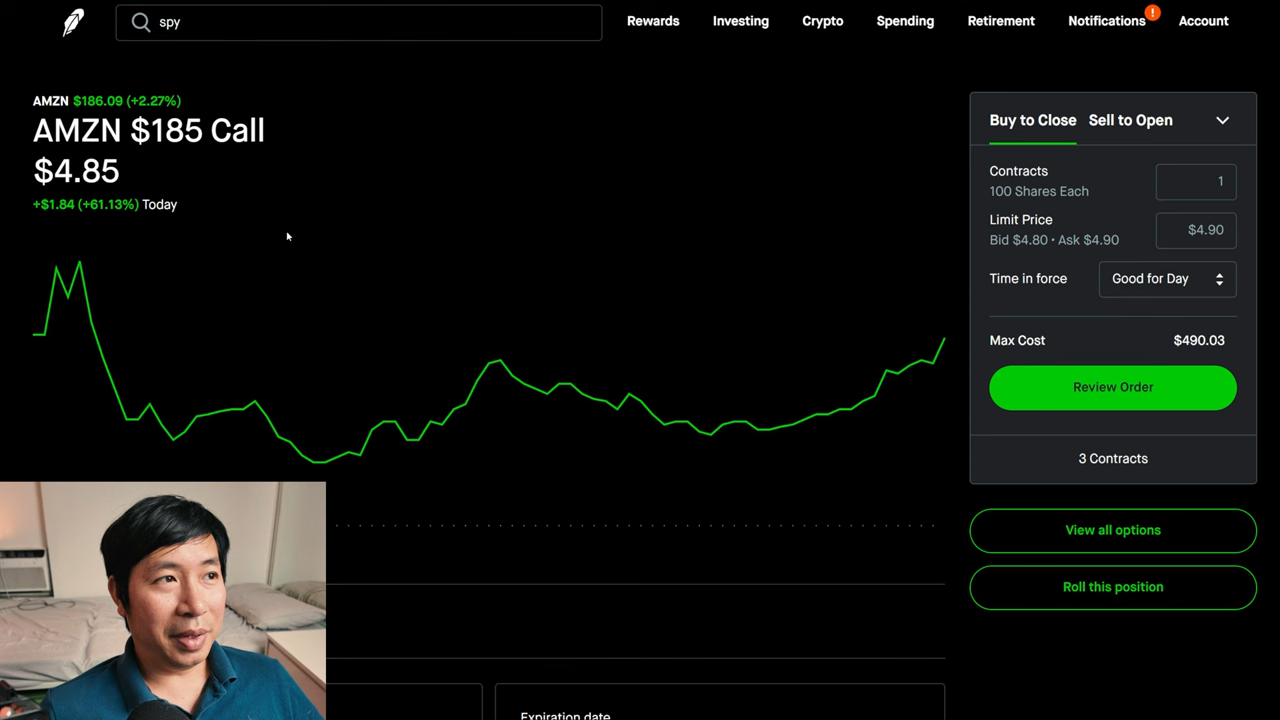 spy
Rewards
Investing
Crypto
Spending
Retirement
Notifications
!
Account
AMZN $186.09 (+2.27%)
AMZN $185 Call
$4.85
+$1.84 (+61.13%) Today
Buy to Close
Sell to Open
Contracts
100 Shares Each
1
Limit Price
Bid $4.80 • Ask $4.90
$4.90
Time in force
Good for Day
Max Cost
$490.03
Review Order
3 Contracts
View all options
Roll this position
Expiration date